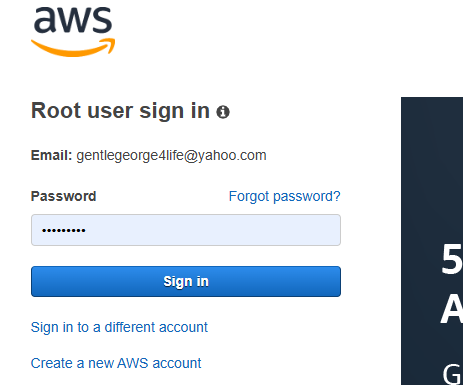 aws
Root user sign in
Email: gentlegeorge4life@yahoo.com
Password Forgot password?
•••••••••
Sign in
Sign in to a different account
Create a new AWS account
5
A
G